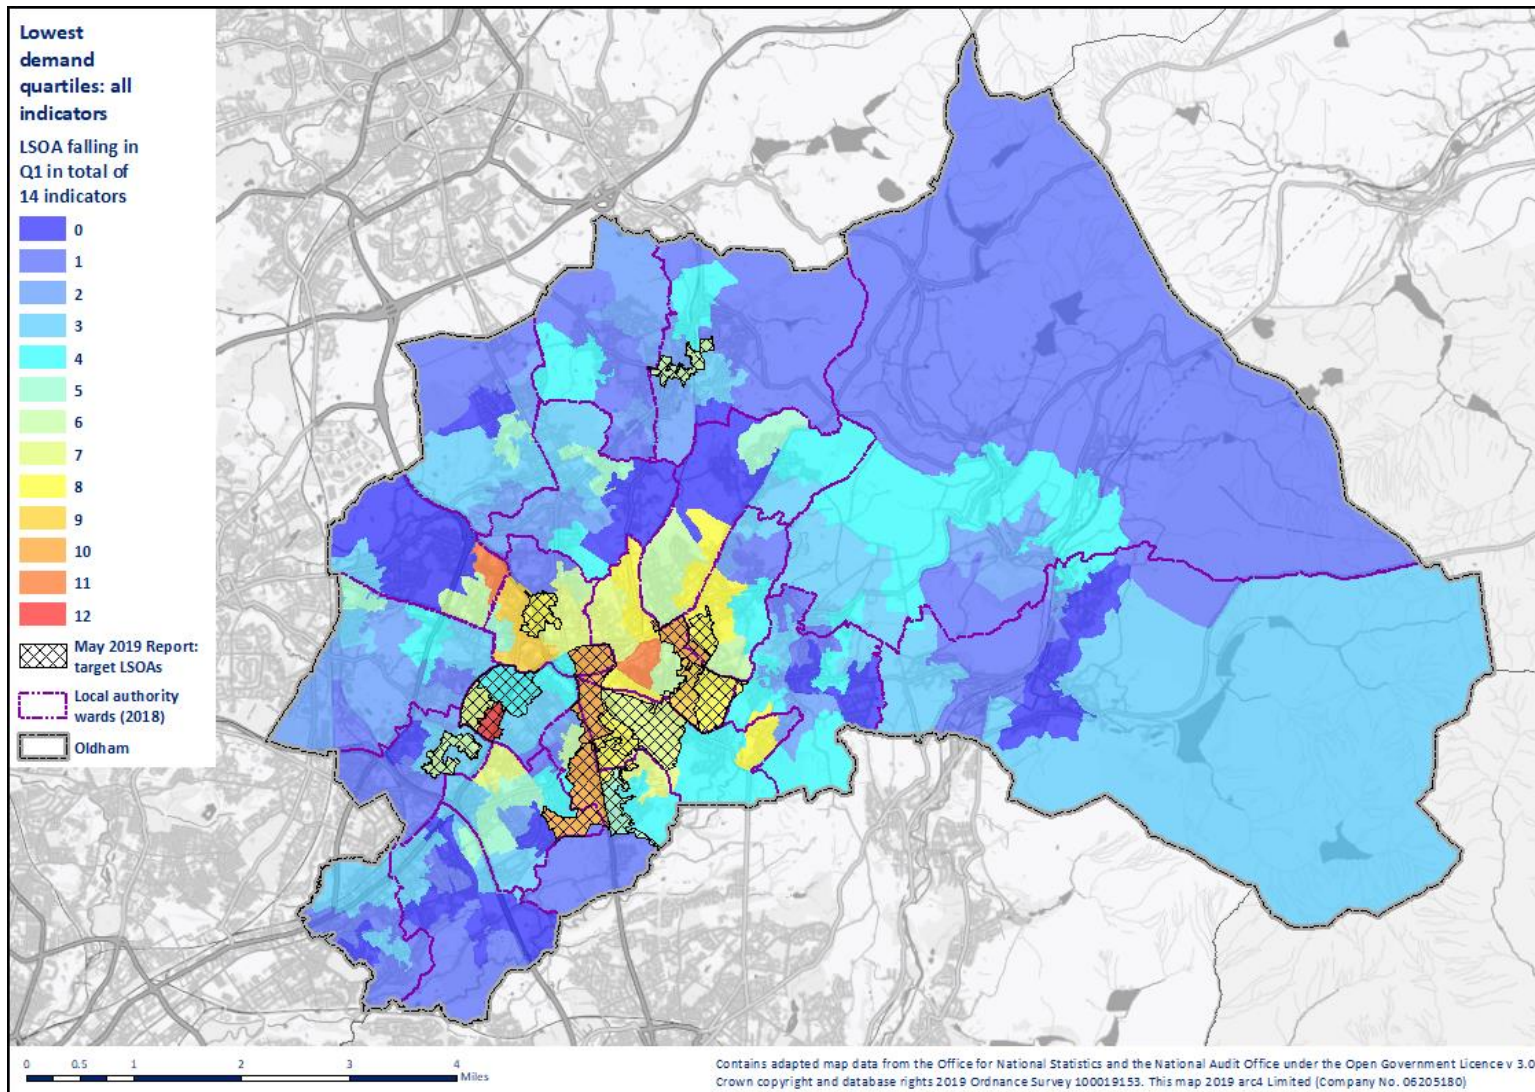 Lowest
demand
quartiles: all
indicators
LSOA falling in
Q1 in total of
14 indicators
0
1
2
3
4
5
6
7
8
9
10
11
12
May 2019 Report:
target LSOAs
Local authority
wards (2018)
Oldham
0 0.5 1 2 3 4
Miles
Contains adapted map data from the Office for National Statistics and the National Audit Office under the Open Government Licence v 3.0
Crown copyright and database rights 2019 Ordnance Survey 100019153. This map 2019 arc4 Limited (Company No. 06205180